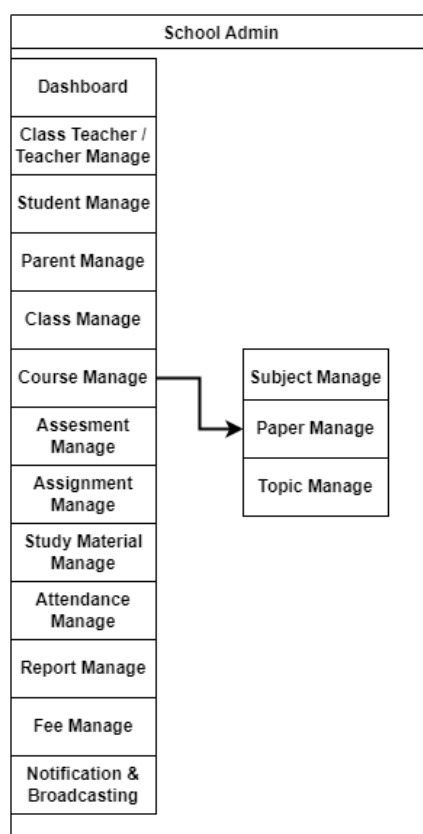 School Admin
Dashboard
Class Teacher /
Teacher Manage
Student Manage
Parent Manage
Class Manage
Course Manage
Subject Manage
Paper Manage
Topic Manage
Assesment
Manage
Assignment
Manage
Study Material
Manage
Attendance
Manage
Report Manage
Fee Manage
Notification &
Broadcasting